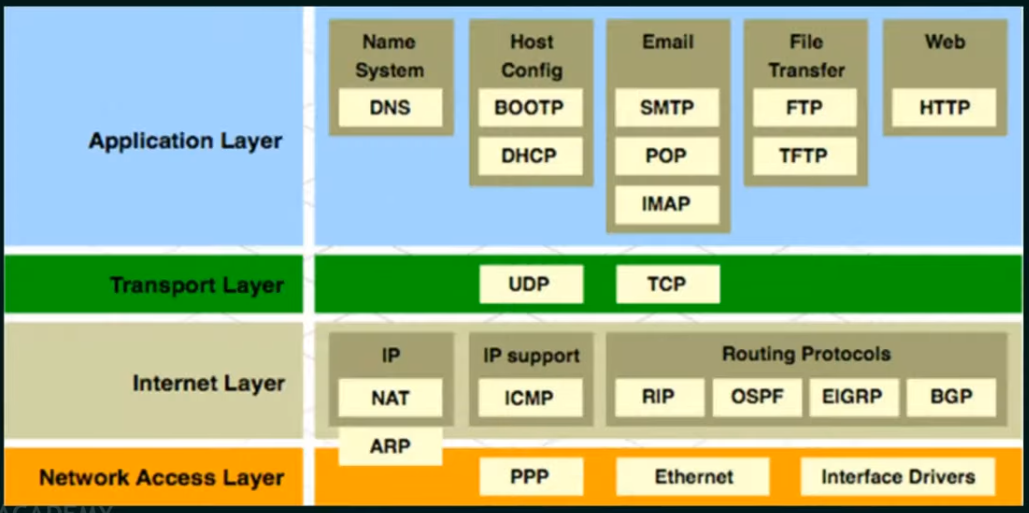 Name System
Host Config
Email
File Transfer
Web
DNS
BOOTP
SMTP
FTP
HTTP
Application Layer
DHCP
POP
TFTP
IMAP
Transport Layer
UDP
TCP
Internet Layer
IP
IP support
Routing Protocols
NAT
ICMP
RIP
OSPF
EIGRP
BGP
ARP
Network Access Layer
PPP
Ethernet
Interface Drivers
ACADEMY